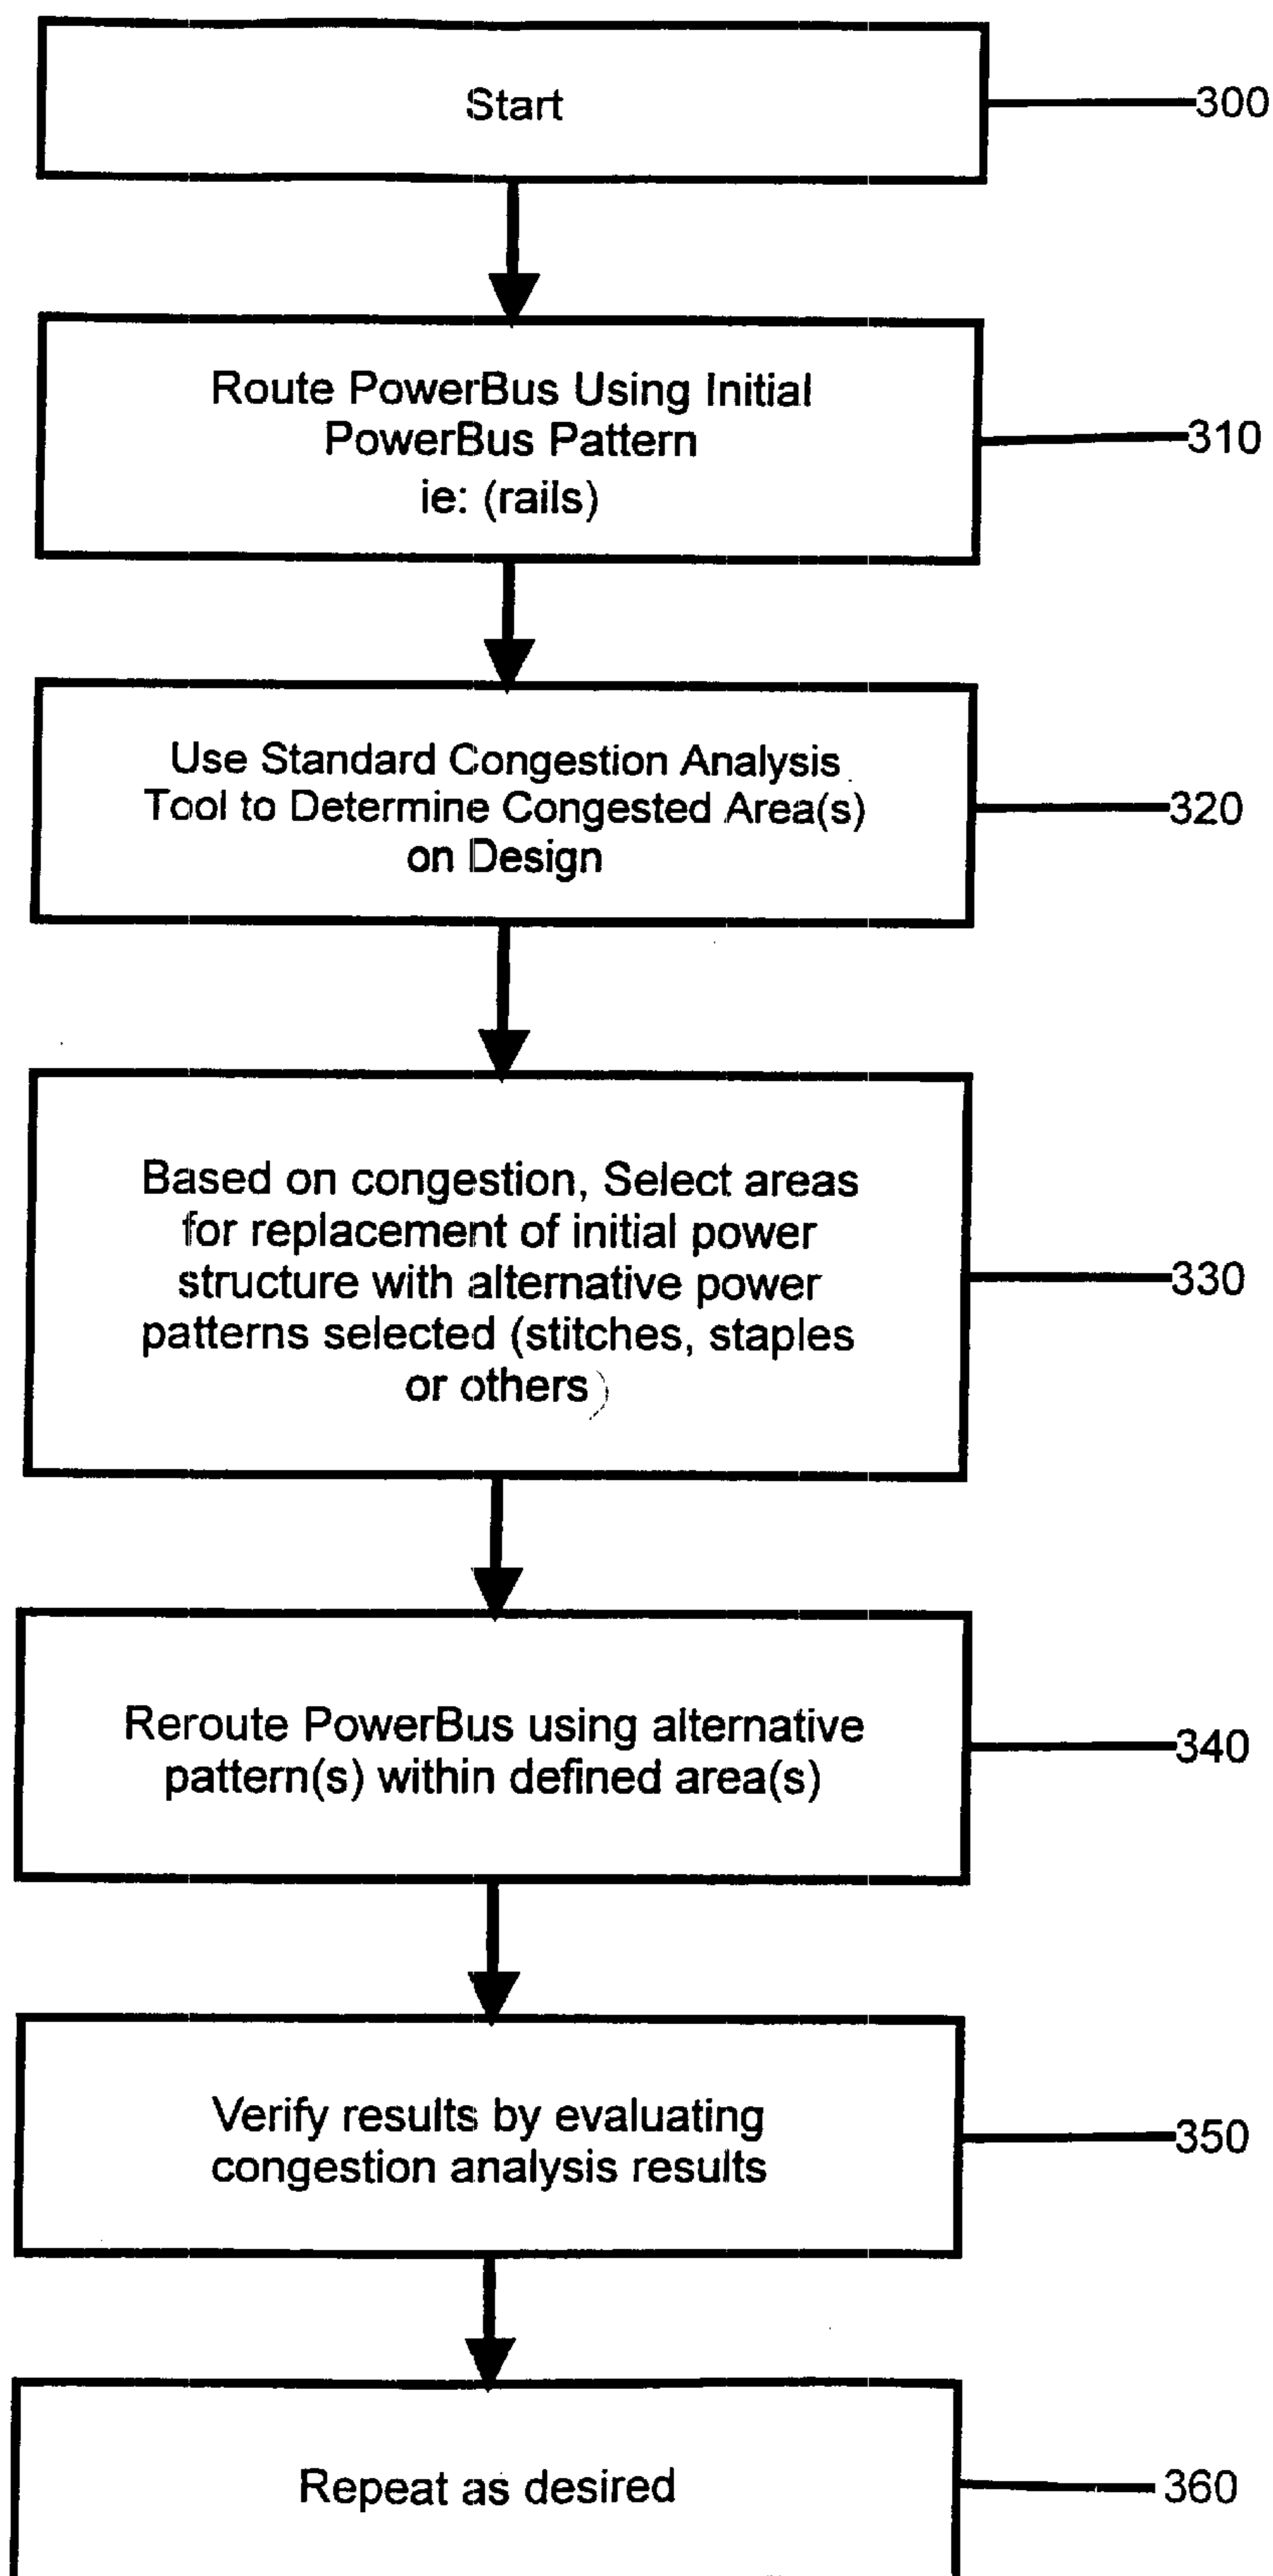 Start
300
Route PowerBus Using Initial
PowerBus Pattern
ie: (rails)
310
Use Standard Congestion Analysis
Tool to Determine Congested Area(s)
on Design
320
Based on congestion, Select areas
for replacement of initial power
structure with alternative power
patterns selected (stitches, staples
or others)
330
Reroute PowerBus using alternative
pattern(s) within defined area(s)
340
Verify results by evaluating
congestion analysis results
350
Repeat as desired
360